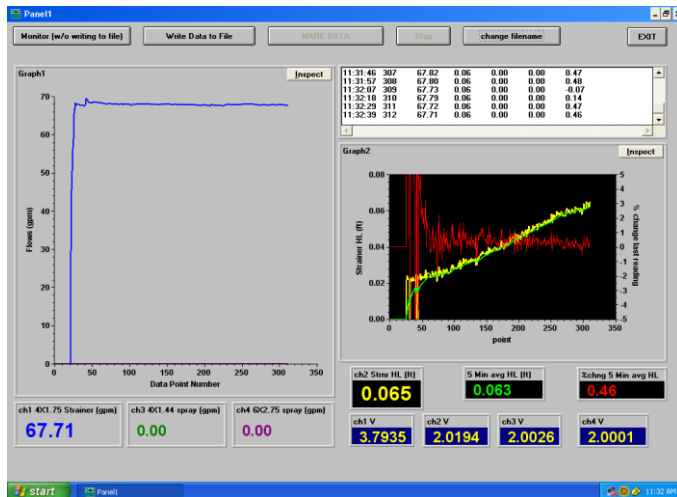 Panel1
Monitor (w/o writing to file) Write Data to File MARK DATA Stop change filename EXIT
Graph1 Inspect
70
60
50
40
30
20
10
0
Flows (gpm)
0 50 100 150 200 250 300 350
Data Point Number
11:31:46 307 67.82 0.06 0.00 0.00 0.47
11:31:57 308 67.80 0.06 0.00 0.00 0.48
11:32:07 309 67.73 0.06 0.00 0.00 -0.07
11:32:18 310 67.79 0.06 0.00 0.00 0.14
11:32:29 311 67.72 0.06 0.00 0.00 0.47
11:32:39 312 67.71 0.06 0.00 0.00 0.46
Graph2 Inspect
0.08
0.06
0.04
0.02
0.00
Strainer HL (ft)
5
4
3
2
1
0
-1
-2
-3
-4
-5
% change last reading
0 50 100 150 200 250 300 350
point
ch2 Stnr HL (ft) 5 Min avg HL (ft) %chng 5 Min avg HL
0.065 0.063 0.46
ch1 4X1.75 Strainer (gpm) ch3 4X1.44 spray (gpm) ch4 6X2.75 spray (gpm)
67.71 0.00 0.00
ch1 V ch2 V ch3 V ch4 V
3.7935 2.0194 2.0026 2.0001
start Panel1 11:32 AM